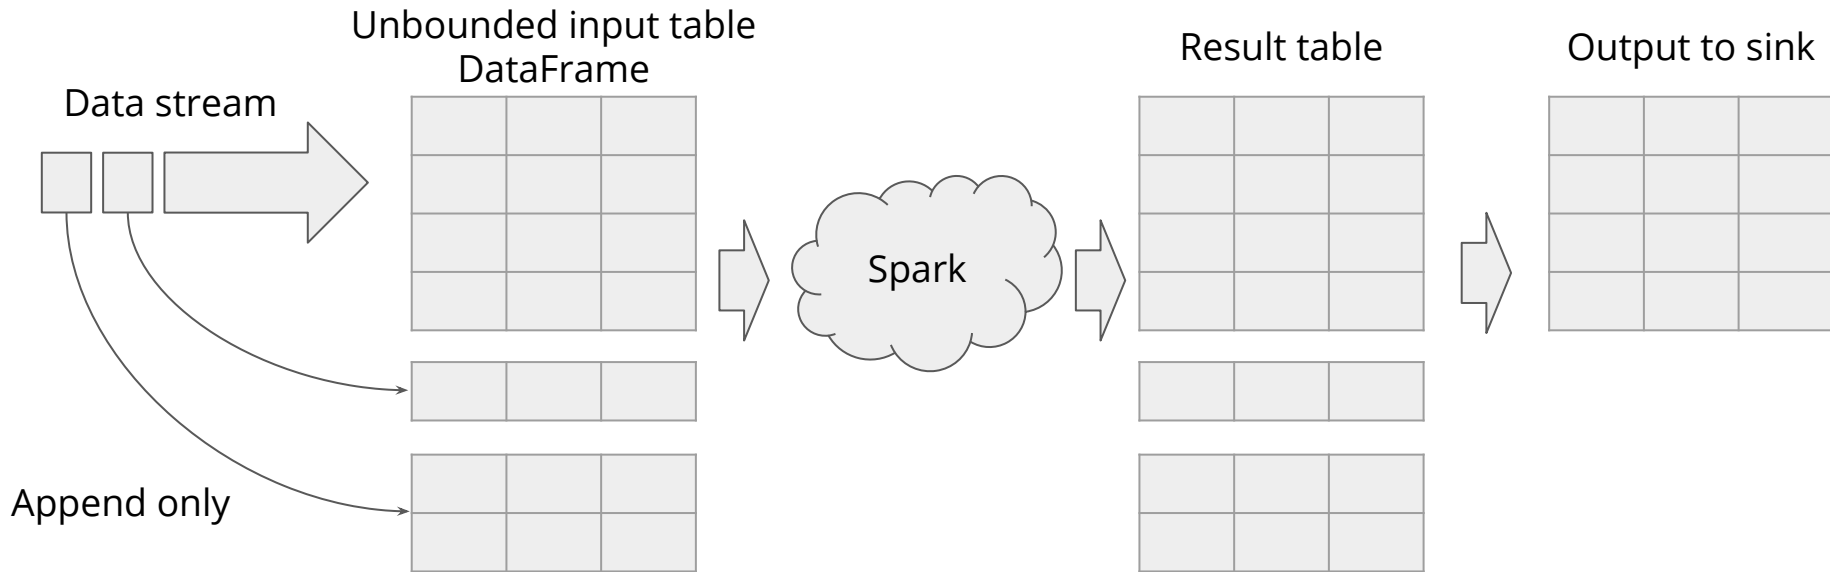 Unbounded input table
DataFrame
Result table
Output to sink
Data stream
Spark
Append only